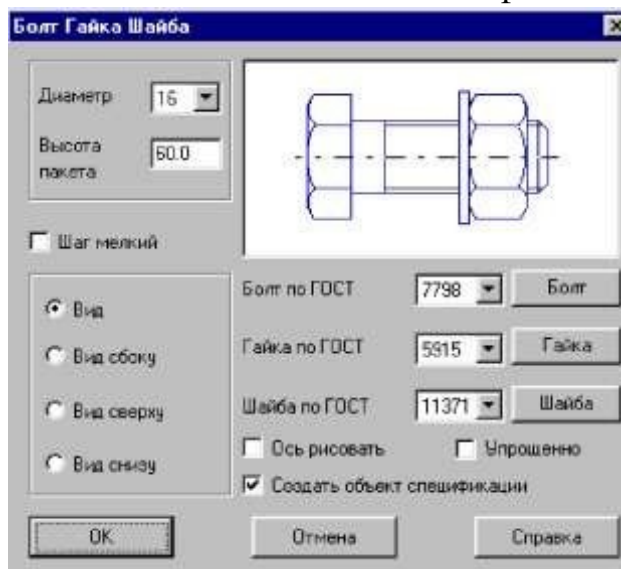 Болт Гайка Шайба
Диаметр 16
Высота пакета 60.0
Шаг мелкий
Вид
Вид сбоку
Вид сверху
Вид снизу
Болт по ГОСТ 7798 Болт
Гайка по ГОСТ 5915 Гайка
Шайба по ГОСТ 11371 Шайба
Ось рисовать Упрощенно
Создать объект спецификации
OK Отмена Справка